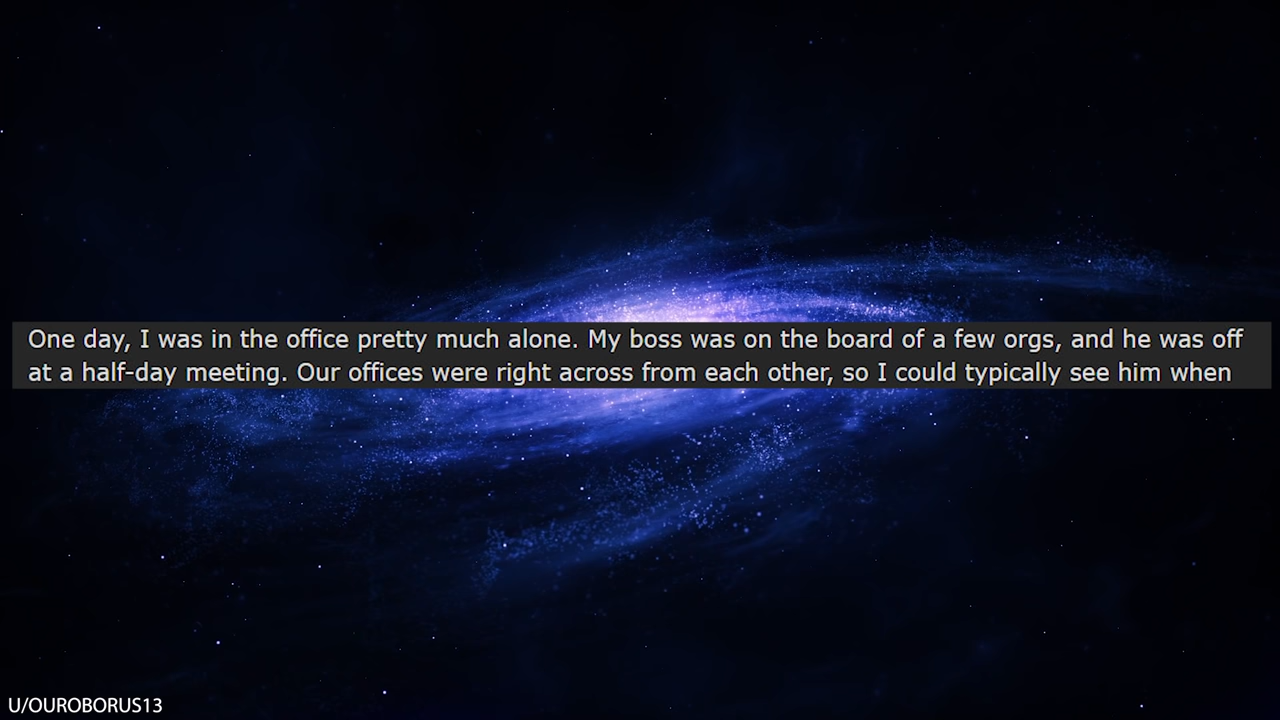 One day, I was in the office pretty much alone. My boss was on the board of a few orgs, and he was off
at a half-day meeting. Our offices were right across from each other, so I could typically see him when
U/OUROBORUS13